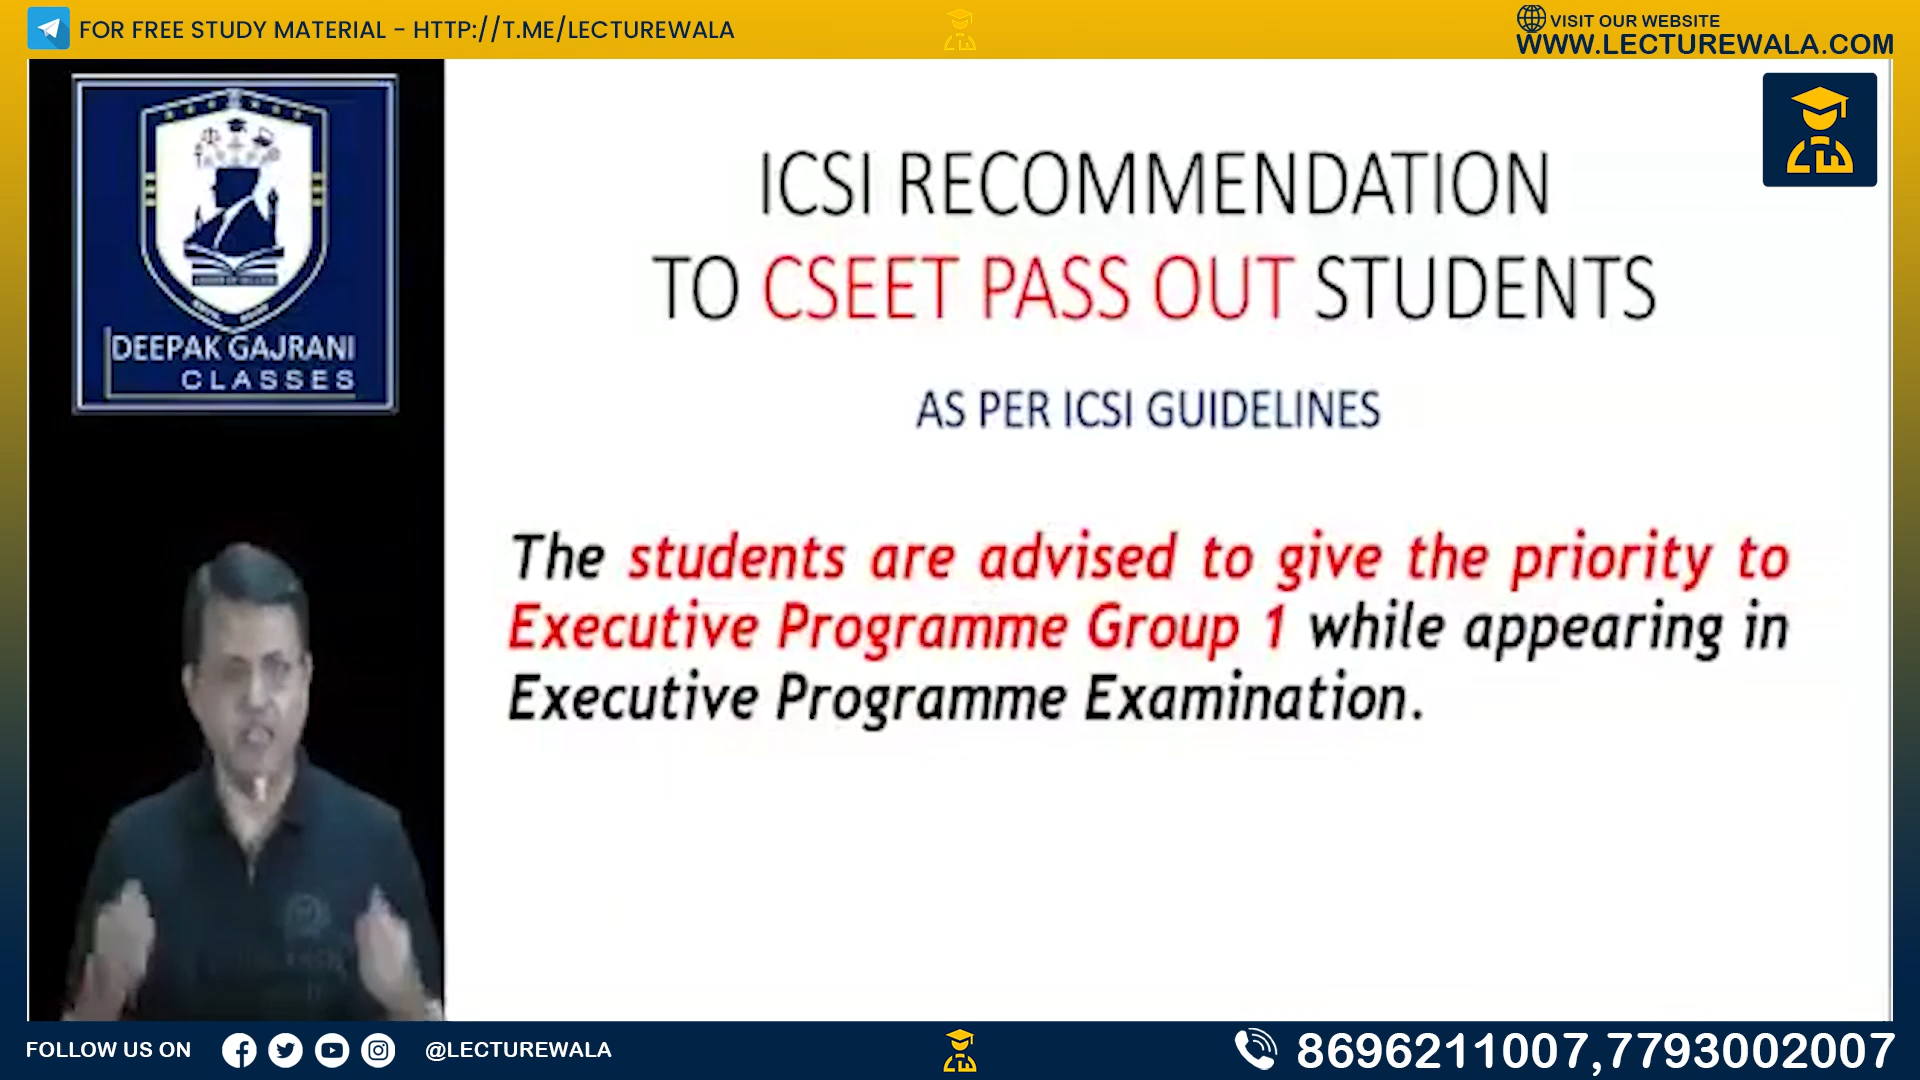 FOR FREE STUDY MATERIAL - HTTP://T.ME/LECTUREWALA
VISIT OUR WEBSITE
WWW.LECTUREWALA.COM
DEEPAK GAJRANI
CLASSES
ICSI RECOMMENDATION
TO CSEET PASS OUT STUDENTS
AS PER ICSI GUIDELINES
The students are advised to give the priority to
Executive Programme Group 1 while appearing in
Executive Programme Examination.
FOLLOW US ON
@LECTUREWALA
8696211007,7793002007